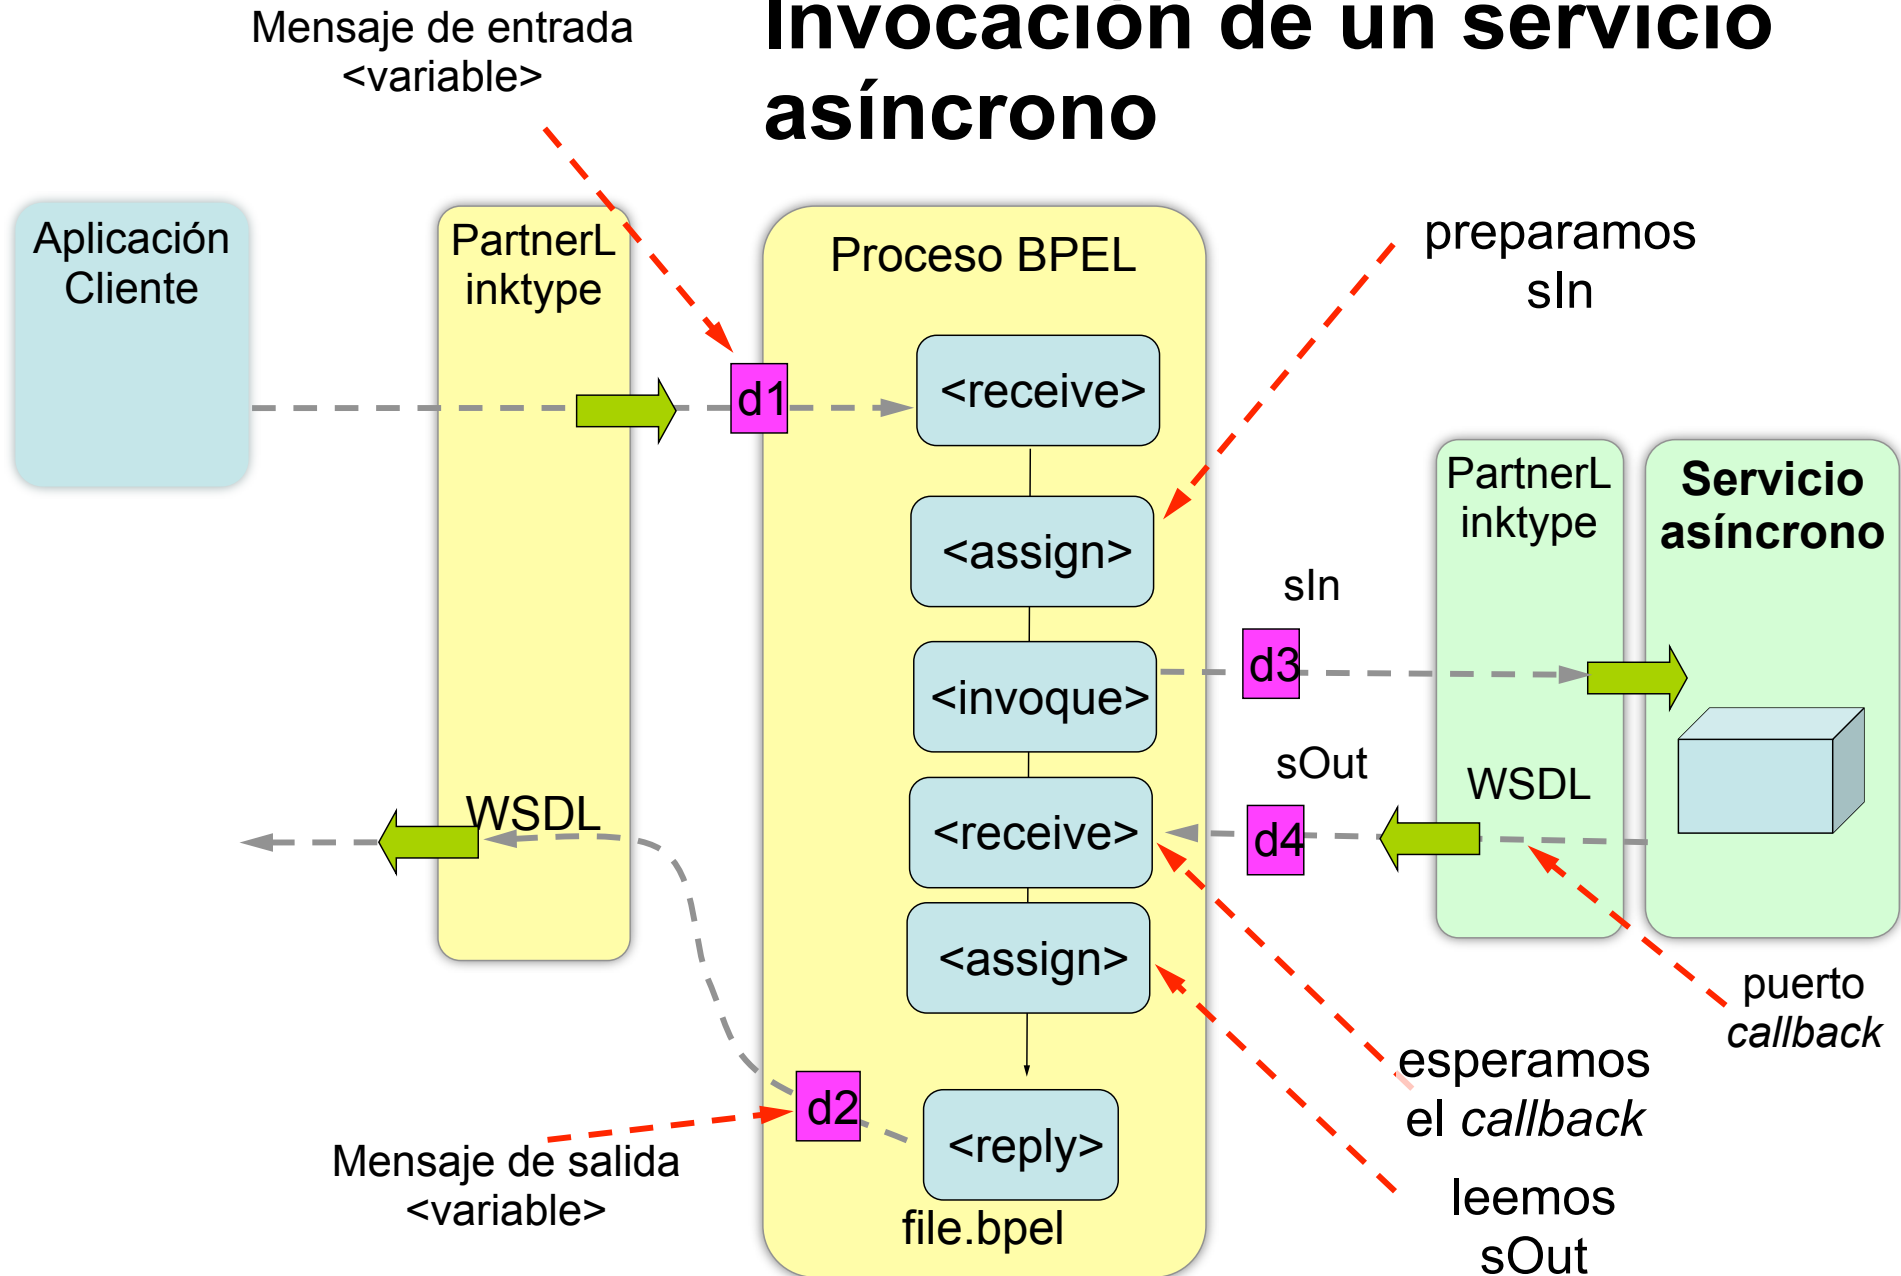 Mensaje de entrada
<variable>
Invocación de un servicio
asíncrono
Aplicación
Cliente
PartnerL
inktype
Proceso BPEL
preparamos
sIn
d1
<receive>
PartnerL
inktype
Servicio
asíncrono
<assign>
sIn
d3
<invoque>
sOut
WSDL
WSDL
<receive>
d4
<assign>
puerto
callback
esperamos
el callback
d2
<reply>
Mensaje de salida
<variable>
leemos
sOut
file.bpel